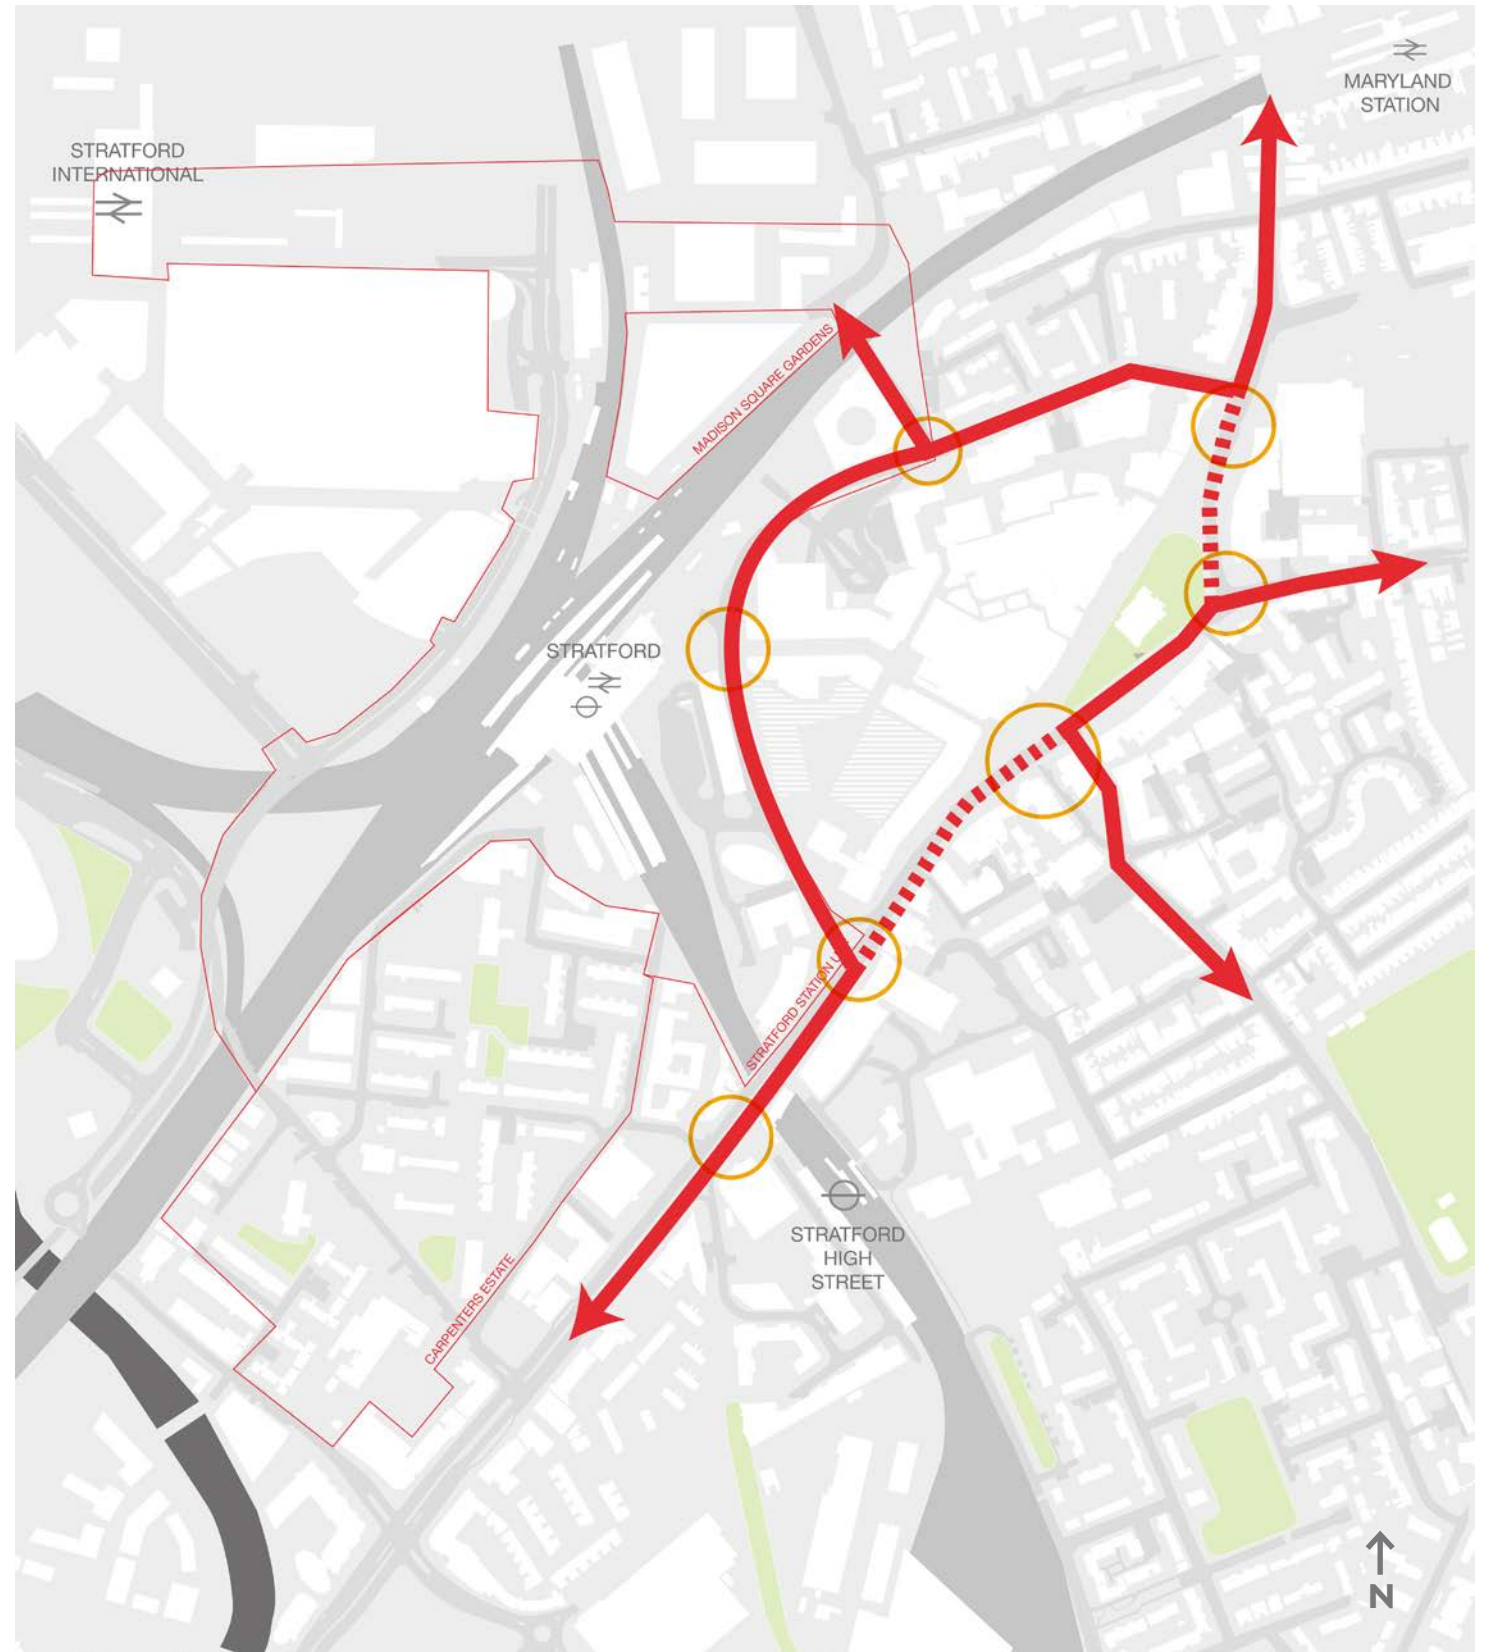 MARYLAND
STATION
STRATFORD
INTERNATIONAL
MADISON SQUARE GARDENS
STRATFORD
STRATFORD STATION
STRATFORD
HIGH
STREET
CARPENTERS ESTATE
N